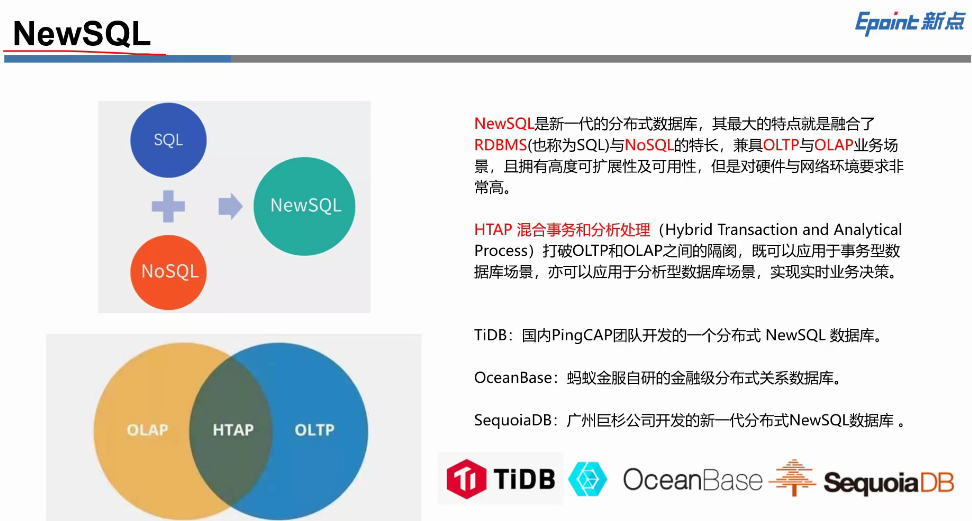 NewSQL
Epoint 新点
SQL
NewSQL
NoSQL
NewSQL是新一代的分布式数据库，其最大的特点就是融合了
RDBMS(也称为SQL)与NoSQL的特长，兼具OLTP与OLAP业务场
景，且拥有高度可扩展性及可用性，但是对硬件与网络环境要求非
常高。
HTAP 混合事务和分析处理（Hybrid Transaction and Analytical
Process）打破OLTP和OLAP之间的隔阂，既可以应用于事务型数
据库场景，亦可以应用于分析型数据库场景，实现实时业务决策。
OLAP
HTAP
OLTP
TiDB：国内PingCAP团队开发的一个分布式 NewSQL 数据库。
OceanBase：蚂蚁金服自研的金融级分布式关系数据库。
SequoiaDB：广州巨杉公司开发的新一代分布式NewSQL数据库 。
TiDB
OceanBase
SequoiaDB